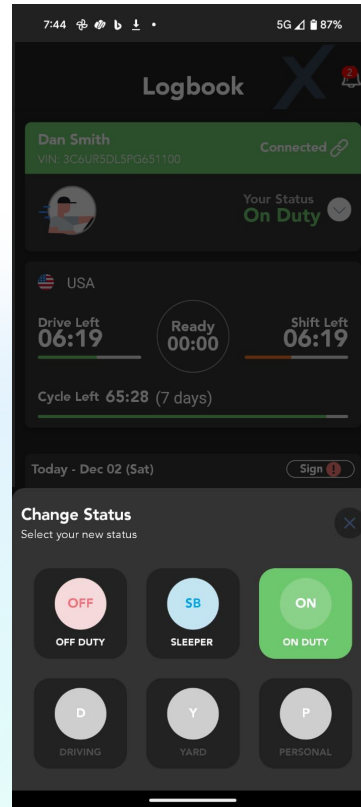 7:44
5G 87%
Logbook
2
Dan Smith
VIN: 3C6UR5DL5PG651100
Connected
Your Status
On Duty
USA
Drive Left
06:19
Ready
00:00
Shift Left
06:19
Cycle Left 65:28 (7 days)
Today - Dec 02 (Sat)
Sign
Change Status
Select your new status
OFF
OFF DUTY
SB
SLEEPER
ON
ON DUTY
D
DRIVING
Y
YARD
P
PERSONAL